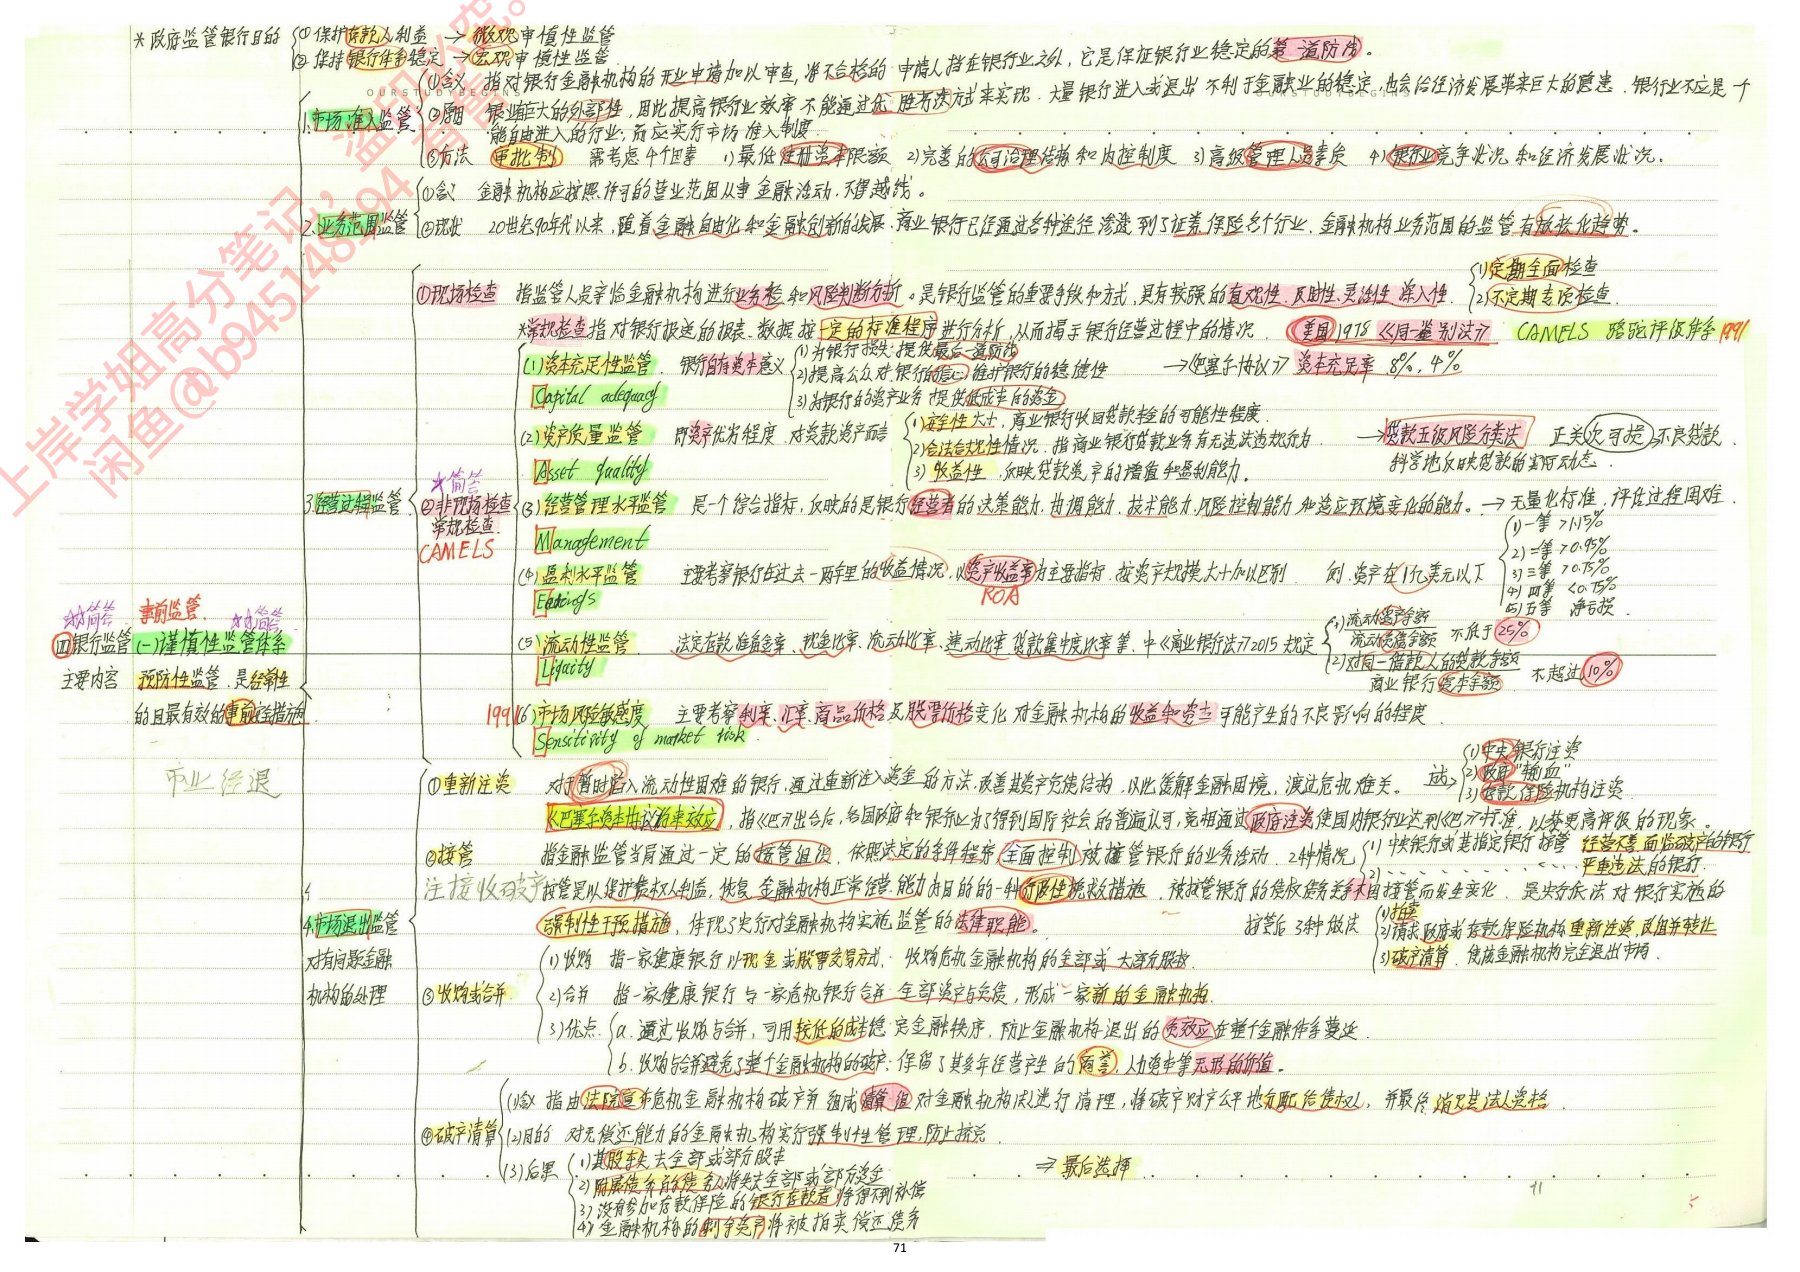 *政府监管银行目的
①保护存款人利益 → 微观审慎性监管
②保持银行体系稳定 → 宏观审慎性监管
1.市场准入监管
①含义 指对银行金融机构的开业申请加以审查,将不合格的申请人挡在银行业之外,它是保证银行业稳定的第一道防线。
②原因 银业有巨大的外部性,因此提高银行业效率不能通过优胜劣汰方式来实现.大量银行进入或退出不利于金融业的稳定,也会给经济发展带来巨大的隐患.银行业不应是一个
能自由进入的行业,而应实行市场准入制度.
③方法 审批制 需考虑4个因素 1)最低注册资本限额 2)完善的公司治理结构和内控制度 3)高级管理人员素质 4)银行业竞争状况和经济发展状况.
2.业务范围监管
①含义 金融机构应按照许可的营业范围从事金融活动,不得越线。
②现状 20世纪90年代以来,随着金融自由化和金融创新的发展,商业银行已经通过各种途径渗透到了证券保险各个行业.金融机构业务范围的监管有放松化趋势。
3.经营过程监管
①现场检查 指监管人员亲临金融机构进行业务检和风险判断分析。是银行监管的重要手段和方式,具有较强的直观性、及时性、灵活性、深入性.
1)定期全面检查
2)不定期专项检查.
*常规检查指对银行报送的报表、数据按一定的标准程序进行分析,从而揭于银行经营过程中的情况. 美国1978《同一鉴别法》 CAMELS 骆驼评级体系1991
☆简答
②非现场检查
常规检查.
CAMELS
(1)资本充足性监管. 银行自有资本意义
1)为银行损失提供最后一道防线
2)提高公众对银行的信心,维护银行的稳健性
3)为银行的资产业务提供低成本的资金
→《巴塞尔协议》资本充足率 8%,4%
Capital adequacy
(2)资产质量监管 即资产优劣程度.对贷款资产而言
1)安全性大小,商业银行收回贷款本金的可能性程度.
2)合法合规性情况.指商业银行贷款业务有无违法违规行为
3)收益性,反映贷款资产的增值和盈利能力.
→贷款五级风险分类法 正关次可损 不良贷款.
科学地反映贷款的实际动态.
Asset quality
(3)经营管理水平监管 是一个综合指标,反映的是银行经营者的决策能力.协调能力.技术能力.风险控制能力和适应环境变化的能力。→无量化标准,评估过程困难.
Management
(4)盈利水平监管 主要考察银行在过去一两年里的收益情况,以资产收益率为主要指标.按资产规模大小加以区别. 例.资产在1亿美元以下
ROA
1)一等 >1.15%
2)二等 >0.95%
3)三等 >0.75%
4)四等 <0.75%
5)五等 净亏损.
Earnings
(5)流动性监管 法定存款准备金率、现金比率、流动比率、速动比率、贷款集中度比率等.中《商业银行法》2015规定
1)流动资产余额
流动负债余额 不低于25%
2)对同一借款人的贷款余额
商业银行资本余额 不超过10%
Liquity
1991(6)市场风险敏感度 主要考察利率、汇率、商品价格及股票价格变化对金融机构的收益和资本可能产生的不良影响的程度.
Sensitivity of market risk.
☆☆简答 事前监管. ☆☆简答
四银行监管 (一)谨慎性监管体系
主要内容 预防性监管.是经常性
的且最有效的事前安全措施
市业经退
4.市场退出监管
对有问题金融
机构的处理
①重新注资 对于暂时陷入流动性困难的银行,通过重新注入资金的方法,改善其资产负债结构,以此缓解金融困境,渡过危机难关. 或→
1)中央银行注资
2)政府“输血”
3)存款保险机构注资.
《巴塞尔资本协议》约束效应,指《巴》出台后,各国政府和银行业为了得到国际社会的普遍认可,竞相通过政府注资使国内银行业达到《巴》标准,以获更高评级的现象。
②接管 指金融监管当局通过一定的接管组织,依照法定的条件程序,全面控制被接管银行的业务活动. 2种情况
1)中央银行或其指定银行接管 经营不善面临破产的银行
2)、、、、、、、、、 严重违法的银行.
注接收破产
接管是以保护债权人利益,恢复金融机构正常经营能力为目的的一种行政性挽救措施.被接管银行的债权债务关系不因接管而发生变化. 是央行依法对银行实施的
强制性干预措施,体现了央行对金融机构实施监管的法律职能。 接管后3种做法
1)拍卖
2)请求政府或存款保险机构重新注资,改组并转让
3)破产清算.使该金融机构完全退出市场.
③收购或合并.
1)收购 指一家健康银行以现金或股票交易方式,收购危机金融机构的全部或大部分股权.
2)合并 指一家健康银行与一家危机银行合并全部资产与负债,形成一家新的金融机构.
3)优点.
a.通过收购与合并,可用较低的成本稳定金融秩序,防止金融机构退出的负效应在整个金融体系蔓延.
b.收购与合并避免了整个金融机构的破产,保留了其多年经营产生的商誉,人力资本等无形的价值。
④破产清算
(1)含义 指由法院宣布危机金融机构破产并组成清算组对金融机构法人进行清理,将破产财产公平地分配给债权人,并最终消灭其法人资格.
(2)目的 对无偿还能力的金融机构实行强制性管理,防止挤兑.
(3)后果
1)其股东失去全部或部分股本
2)附属债务的债务人将失去全部或部分资金
3)没有参加存款保险的银行存款者将得不到补偿
4)金融机构的剩余资产将被拍卖偿还债务
⇒最后选择.
71
71
上岸学姐高分笔记,盗印必究。
闲鱼@b945148594